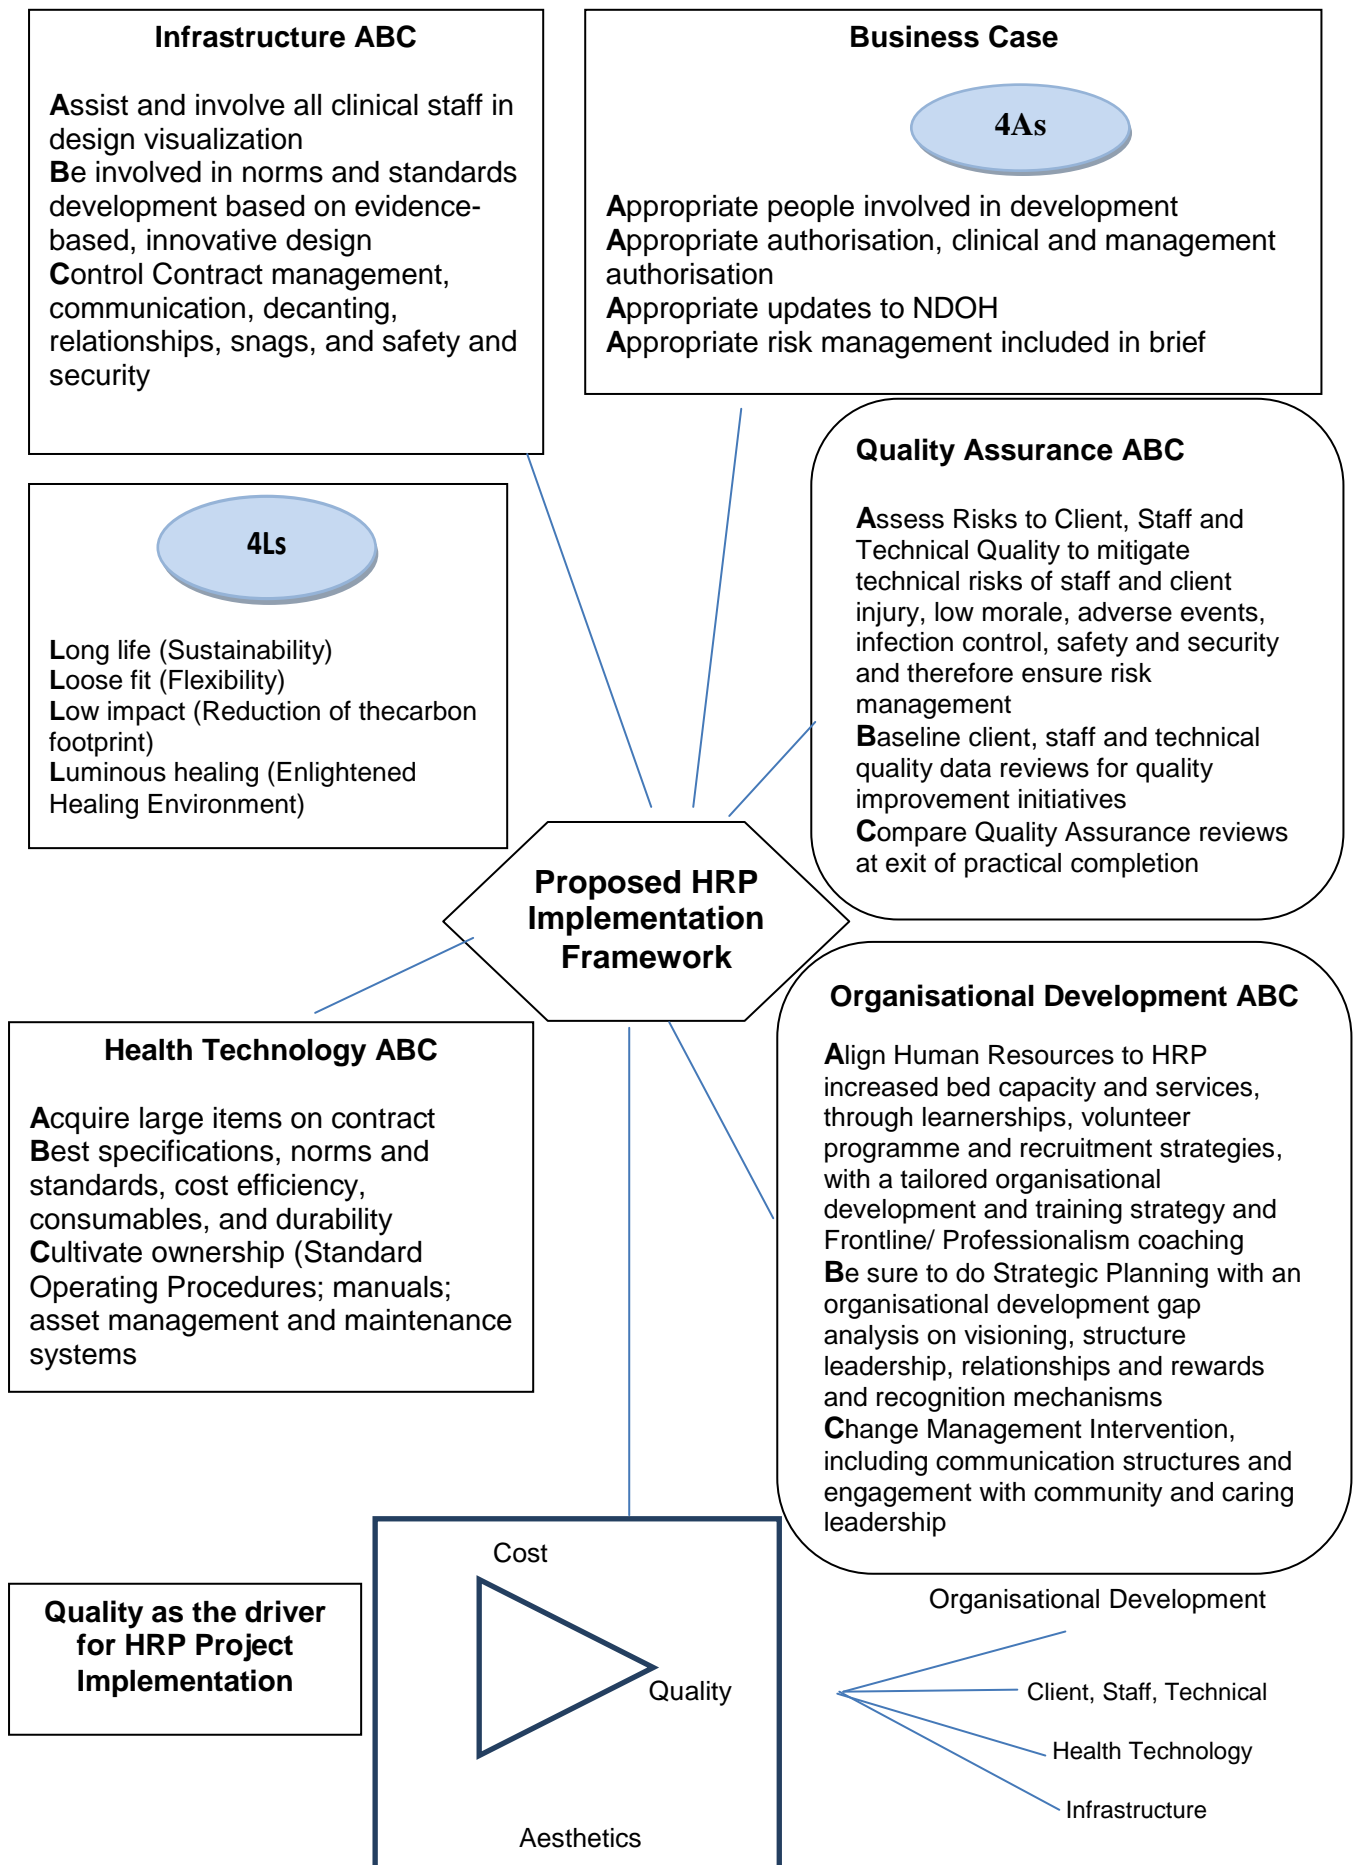 Infrastructure ABC
Assist and involve all clinical staff in
design visualization
Be involved in norms and standards
development based on evidence-
based, innovative design
Control Contract management,
communication, decanting,
relationships, snags, and safety and
security
Business Case
4As
Appropriate people involved in development
Appropriate authorisation, clinical and management
authorisation
Appropriate updates to NDOH
Appropriate risk management included in brief
4Ls
Long life (Sustainability)
Loose fit (Flexibility)
Low impact (Reduction of thecarbon
footprint)
Luminous healing (Enlightened
Healing Environment)
Quality Assurance ABC
Assess Risks to Client, Staff and
Technical Quality to mitigate
technical risks of staff and client
injury, low morale, adverse events,
infection control, safety and security
and therefore ensure risk
management
Baseline client, staff and technical
quality data reviews for quality
improvement initiatives
Compare Quality Assurance reviews
at exit of practical completion
Proposed HRP
Implementation
Framework
Health Technology ABC
Acquire large items on contract
Best specifications, norms and
standards, cost efficiency,
consumables, and durability
Cultivate ownership (Standard
Operating Procedures; manuals;
asset management and maintenance
systems
Organisational Development ABC
Align Human Resources to HRP
increased bed capacity and services,
through learnerships, volunteer
programme and recruitment strategies,
with a tailored organisational
development and training strategy and
Frontline/ Professionalism coaching
Be sure to do Strategic Planning with an
organisational development gap
analysis on visioning, structure
leadership, relationships and rewards
and recognition mechanisms
Change Management Intervention,
including communication structures and
engagement with community and caring
leadership
Quality as the driver
for HRP Project
Implementation
Cost
Quality
Aesthetics
Organisational Development
Client, Staff, Technical
Health Technology
Infrastructure